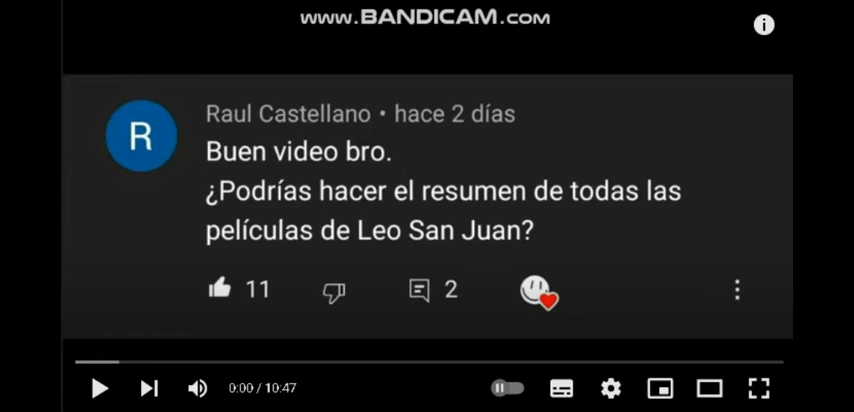 www.BANDICAM.com
Raul Castellano • hace 2 días
R
Buen video bro.
¿Podrías hacer el resumen de todas las
películas de Leo San Juan?
11
2
0:00 / 10:47